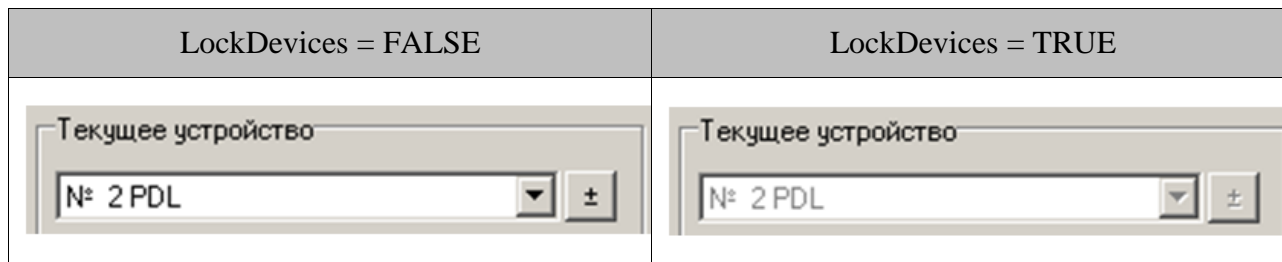 LockDevices = FALSE
LockDevices = TRUE
Текущее устройство
Текущее устройство
№ 2 PDL
±
№ 2 PDL
±